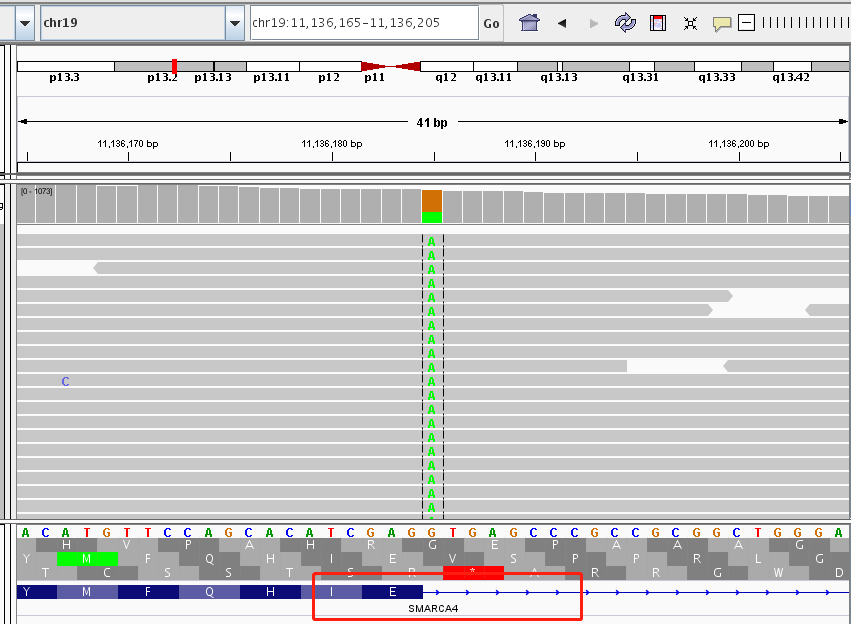 chr19
chr19:11,136,165-11,136,205
Go
p13.3 p13.2 p13.13 p13.11 p12 p11 q12 q13.11 q13.13 q13.31 q13.33 q13.42
41 bp
11,136,170 bp 11,136,180 bp 11,136,190 bp 11,136,200 bp
[0 - 1073]
A
A
A
A
A
A
A
A
A
A
C A
A
A
A
A
A
A
A
A
A
A C A T G T T C C A G C A C A T C G A G G T G A G C C C G C C G C G G C T G G G A
H V P A H R G E P A A A G
Y M F Q H I E V S P P R L G
T C S S T S R * A R R G W D
Y M F Q H I E
SMARCA4